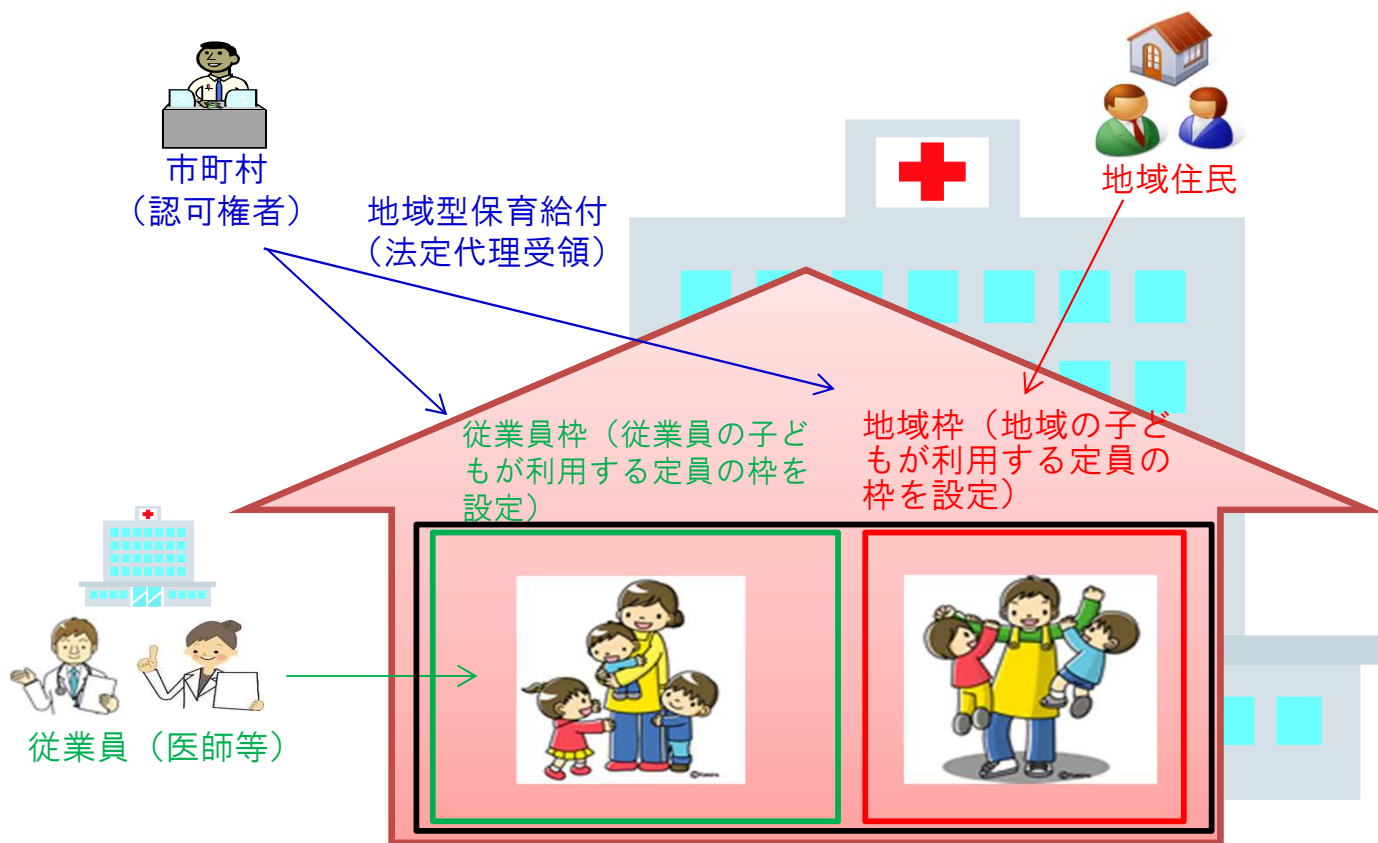 市町村
（認可権者）
地域型保育給付
（法定代理受領）
地域住民
従業員枠（従業員の子ど
もが利用する定員の枠を
設定）
地域枠（地域の子ど
もが利用する定員の
枠を設定）
従業員（医師等）